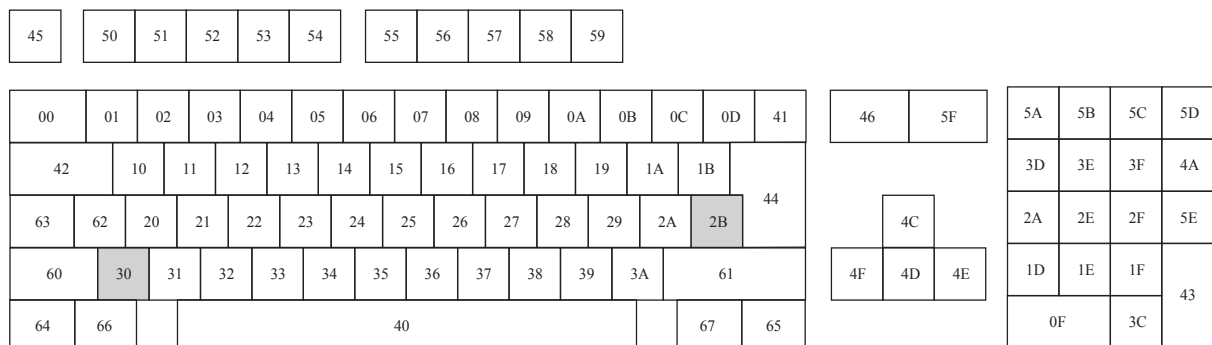 45 50 51 52 53 54 55 56 57 58 59
00 01 02 03 04 05 06 07 08 09 0A 0B 0C 0D 41 46 5F 5A 5B 5C 5D
42 10 11 12 13 14 15 16 17 18 19 1A 1B 44 3D 3E 3F 4A
63 62 20 21 22 23 24 25 26 27 28 29 2A 2B 4C 2A 2E 2F 5E
60 30 31 32 33 34 35 36 37 38 39 3A 61 4F 4D 4E 1D 1E 1F 43
64 66 40 67 65 0F 3C